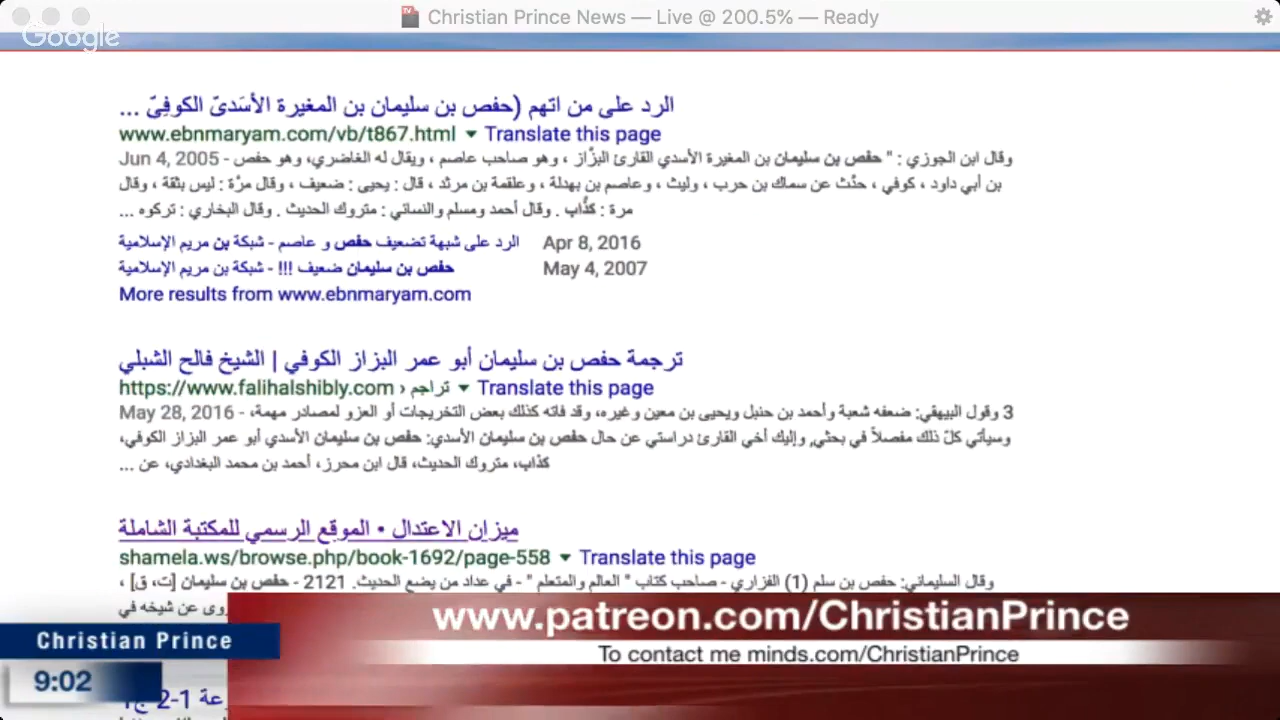 Christian Prince News — Live @ 200.5% — Ready
Google
الرد على من اتهم (حفص بن سليمان بن المغيرة الأسَدىّ الكوفِىّ ...
www.ebnmaryam.com/vb/t867.html ▼ Translate this page
Jun 4, 2005 - وقال ابن الجوزي : " حفص بن سليمان بن المغيرة الأسدي القارئ البزَّاز ، وهو صاحب عاصم ، ويقال له الغاضري، وهو حفص
بن أبي داود ، كوفي ، حدَّث عن سماك بن حرب ، وليث ، وعاصم بن بهدلة ، وعلقمة بن مرثد ، قال : يحيى : ضعيف ، وقال مرَّة : ليس بثقة ، وقال
مرة : كذَّاب . وقال أحمد ومسلم والنسائي : متروك الحديث . وقال البخاري : تركوه ...
الرد على شبهة تضعيف حفص و عاصم - شبكة بن مريم الإسلامية Apr 8, 2016
حفص بن سليمان ضعيف !!! - شبكة بن مريم الإسلامية May 4, 2007
More results from www.ebnmaryam.com
ترجمة حفص بن سليمان أبو عمر البزاز الكوفي | الشيخ فالح الشبلي
https://www.falihalshibly.com › تراجم ▼ Translate this page
May 28, 2016 - 3 وقول البيهقي: ضعفه شعبة وأحمد بن حنبل ويحيى بن معين وغيره، وقد فاته كذلك بعض التخريجات أو العزو لمصادر مهمة،
وسيأتي كلّ ذلك مفصلاً في بحثي, وإليك أخي القارئ دراستي عن حال حفص بن سليمان الأسدي: حفص بن سليمان الأسدي أبو عمر البزاز الكوفي،
كذّاب، متروك الحديث، قال ابن محرز، أحمد بن محمد البغدادي، عن ...
ميزان الاعتدال • الموقع الرسمي للمكتبة الشاملة
shamela.ws/browse.php/book-1692/page-558 ▼ Translate this page
وقال السليماني: حفص بن سلم (1) الفزاري - صاحب كتاب " العالم والمتعلم " - في عداد من يضع الحديث. 2121 - حفص بن سليمان [ت، ق] ،
روى عن شيخه في
www.patreon.com/ChristianPrince
Christian Prince
To contact me minds.com/ChristianPrince
9:02